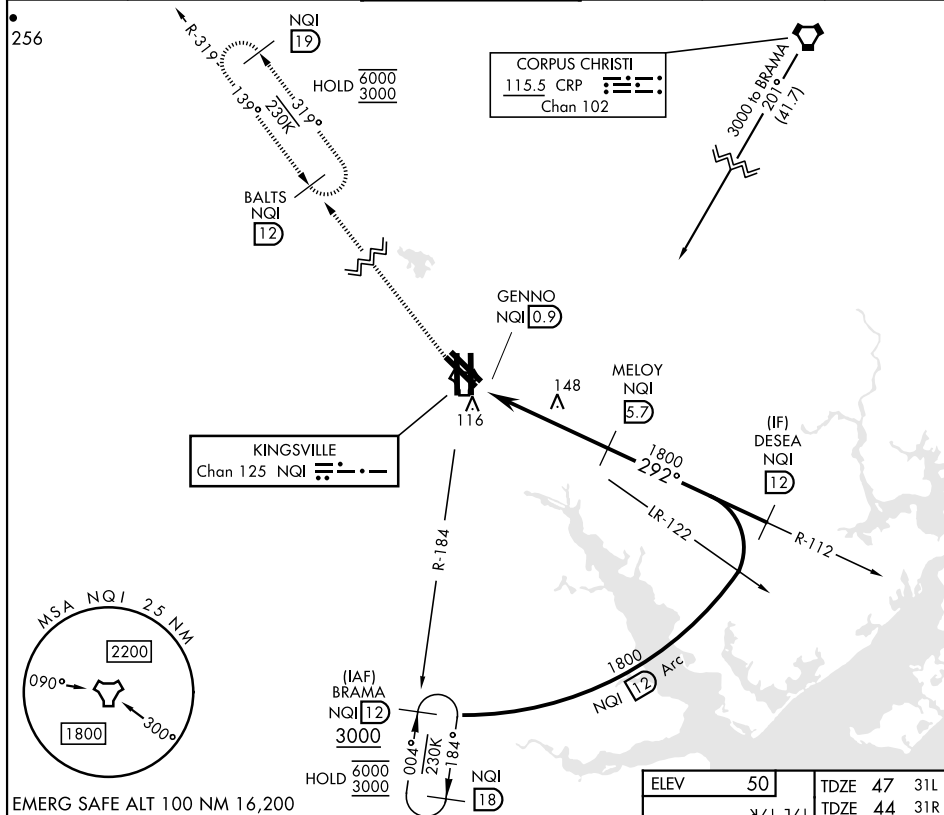 256
R-319°
NQI
19
HOLD 6000
3000
319°
230K
139°
BALTS
NQI
12
CORPUS CHRISTI
115.5 CRP
Chan 102
3000 to BRAMA
201°
(41.7)
GENNO
NQI 0.9
148
116
MELOY
NQI
5.7
(IF)
DESEA
NQI
12
KINGSVILLE
Chan 125 NQI
1800
292°
LR-122
R-112
R-184
MSA NQI 25 NM
2200
090°
1800
300°
(IAF)
BRAMA
NQI 12
3000
HOLD 6000
3000
004°
230K
184°
NQI
18
1800
NQI 12 Arc
EMERG SAFE ALT 100 NM 16,200
ELEV 50
TDZE 47 31L
TDZE 44 31R